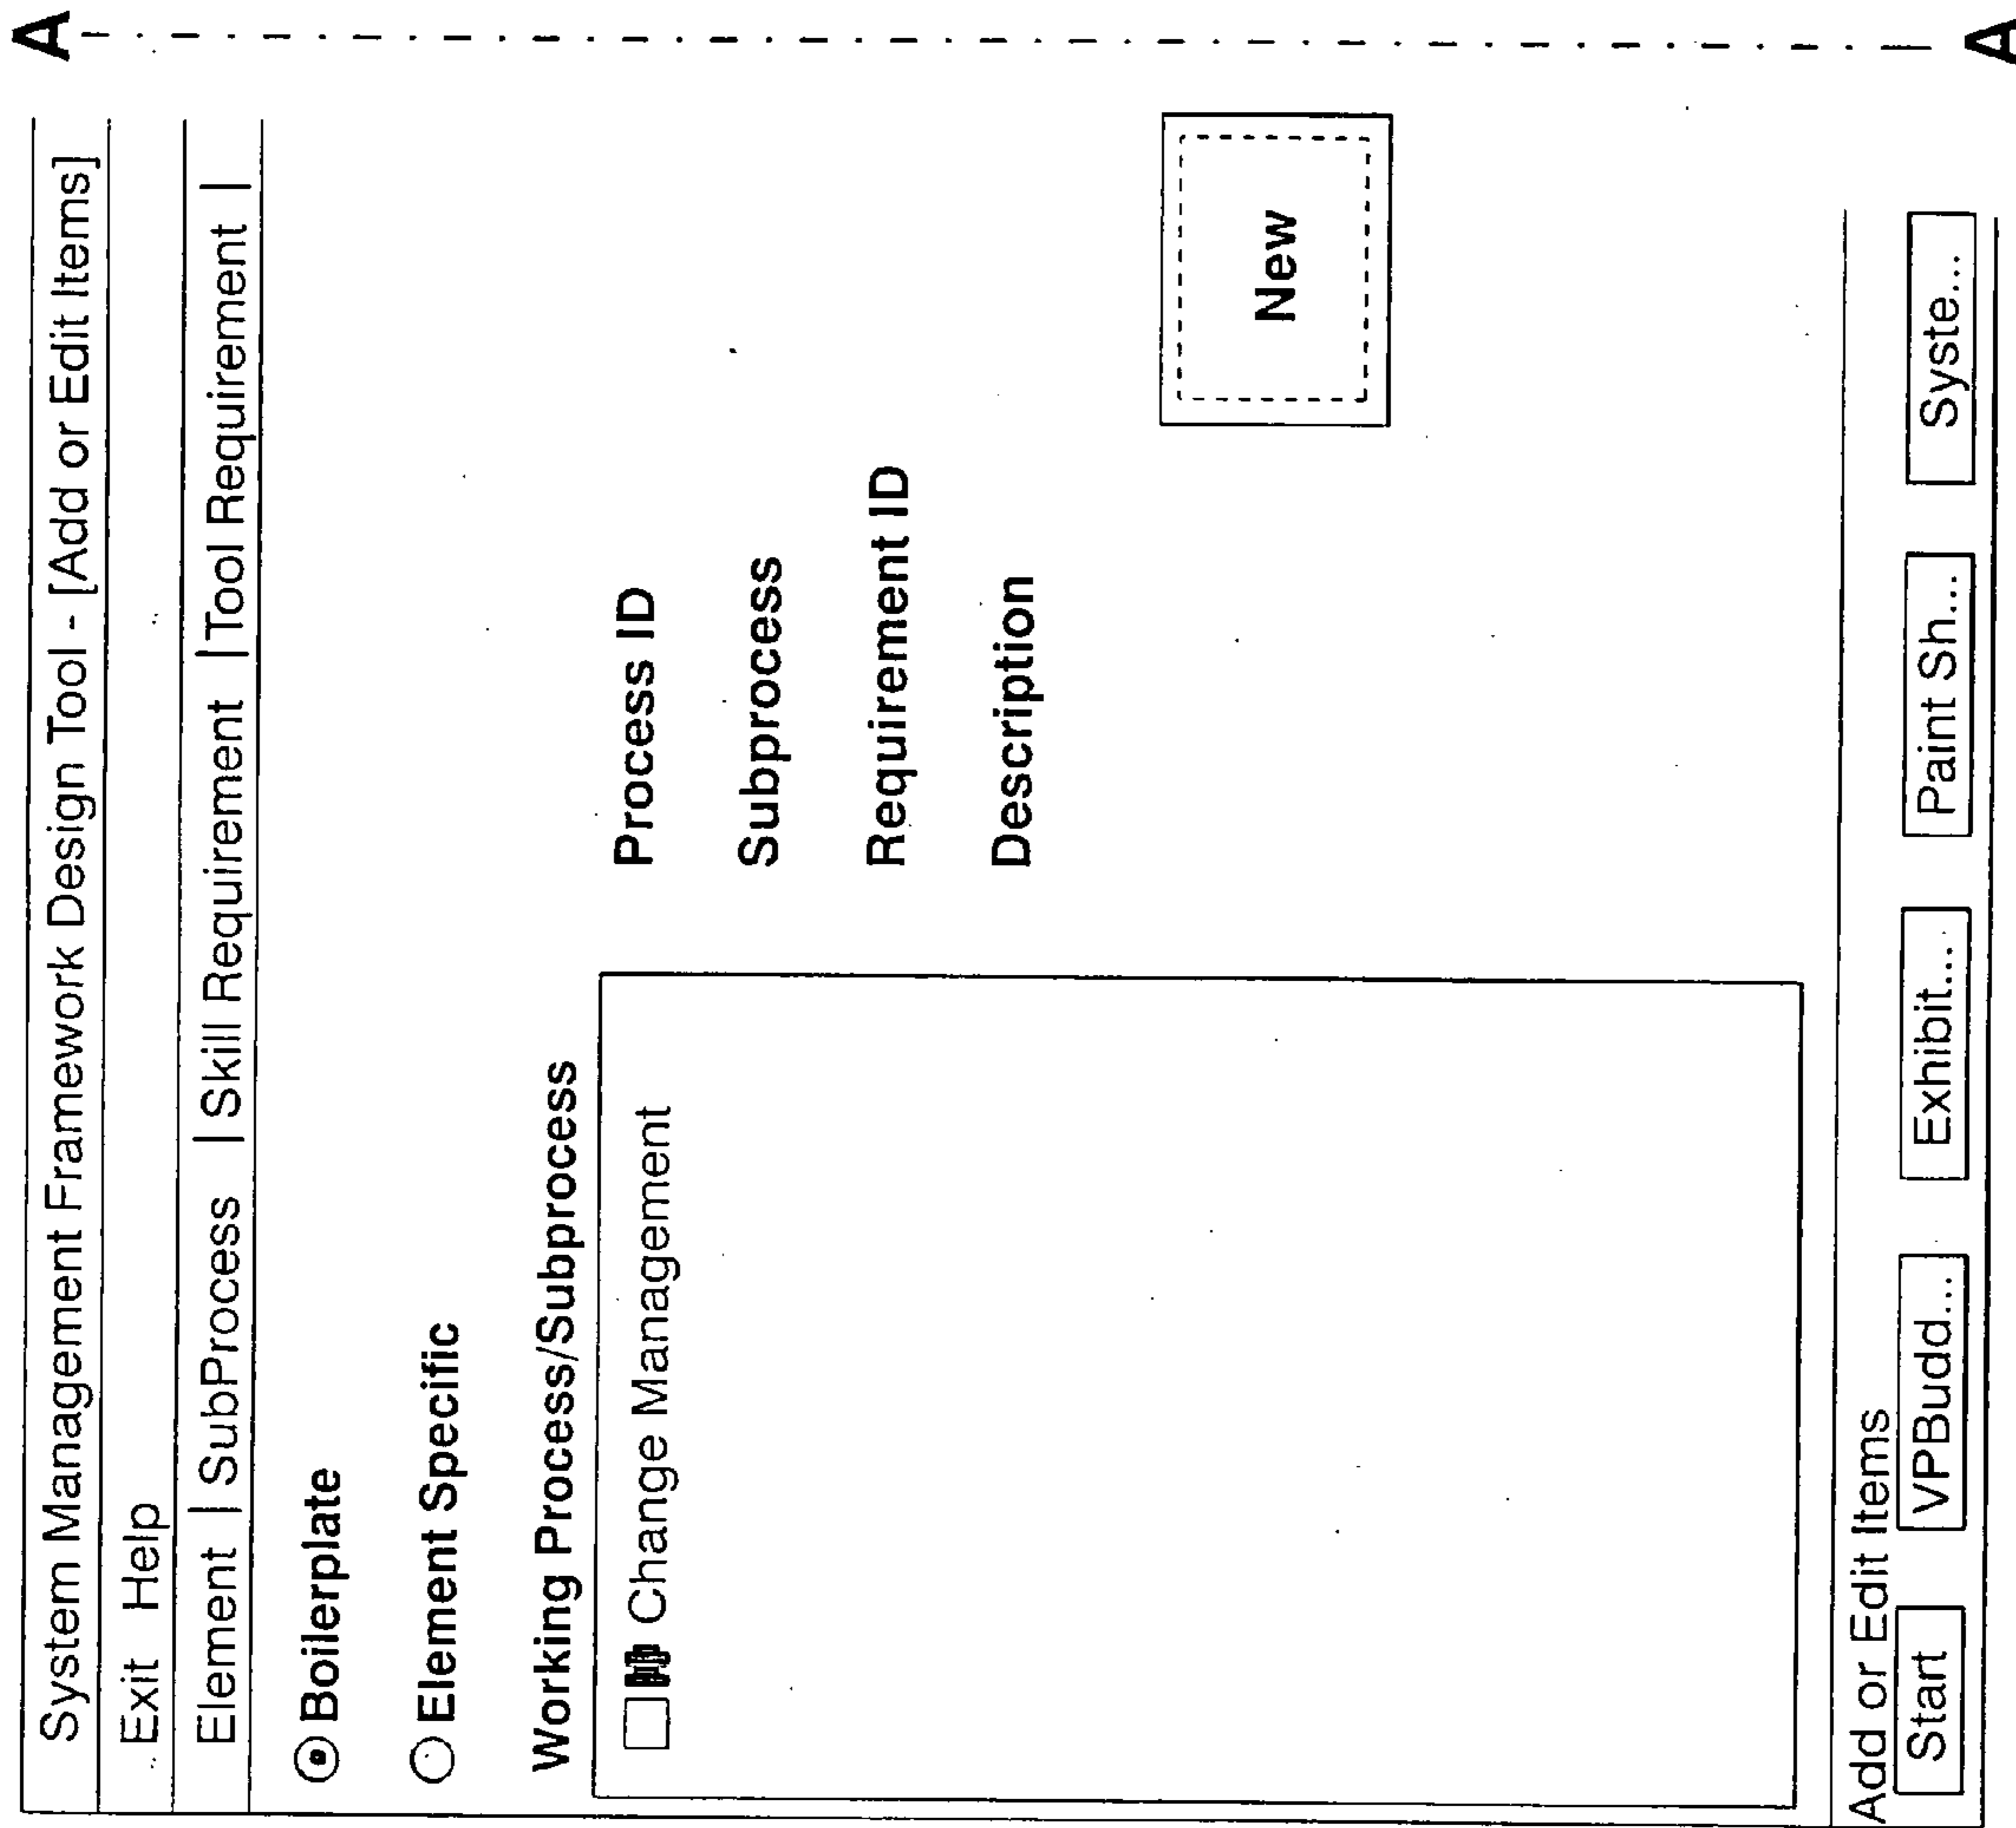 System Management Framework Design Tool - [Add or Edit Items]
Exit Help
Element | SubProcess | Skill Requirement | Tool Requirement |
Boilerplate
Element Specific
Working Process/Subprocess
Change Management
Process ID
Subprocess
Requirement ID
Description
New
Add or Edit Items
Start VPBudd... Exhibit... Paint Sh... Syste...
A
A